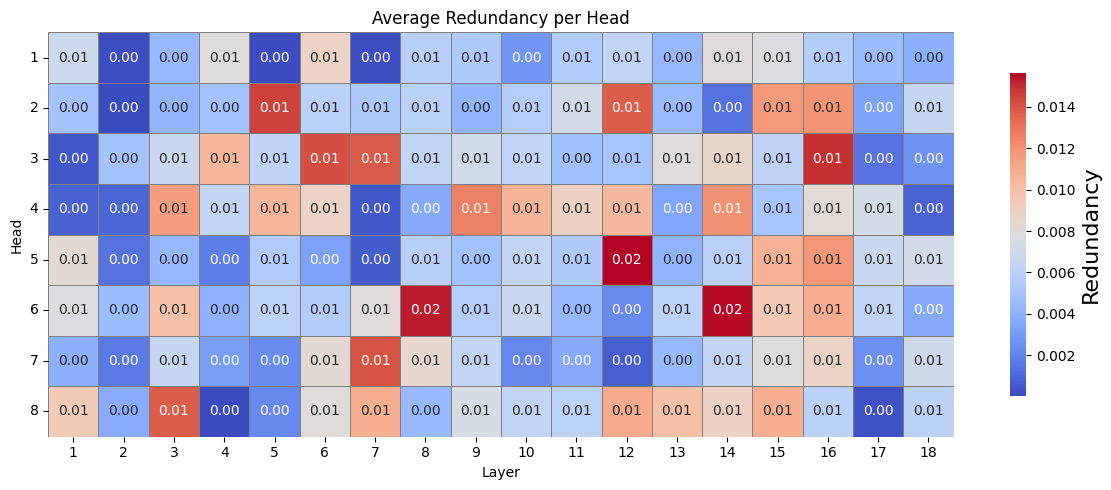 Average Redundancy per Head
1 0.01 0.00 0.00 0.01 0.00 0.01 0.00 0.01 0.01 0.00 0.01 0.01 0.00 0.01 0.01 0.01 0.00 0.00
2 0.00 0.00 0.00 0.00 0.01 0.01 0.01 0.01 0.00 0.01 0.01 0.01 0.00 0.00 0.01 0.01 0.00 0.01
3 0.00 0.00 0.01 0.01 0.01 0.01 0.01 0.01 0.01 0.01 0.00 0.01 0.01 0.01 0.01 0.01 0.00 0.00
4 0.00 0.00 0.01 0.01 0.01 0.01 0.00 0.00 0.01 0.01 0.01 0.01 0.00 0.01 0.01 0.01 0.01 0.00
5 0.01 0.00 0.00 0.00 0.01 0.00 0.00 0.01 0.00 0.01 0.01 0.02 0.00 0.01 0.01 0.01 0.01 0.01
6 0.01 0.00 0.01 0.00 0.01 0.01 0.01 0.02 0.01 0.01 0.00 0.00 0.01 0.02 0.01 0.01 0.01 0.00
7 0.00 0.00 0.01 0.00 0.00 0.01 0.01 0.01 0.01 0.00 0.00 0.00 0.00 0.01 0.01 0.01 0.00 0.01
8 0.01 0.00 0.01 0.00 0.00 0.01 0.01 0.00 0.01 0.01 0.01 0.01 0.01 0.01 0.01 0.01 0.00 0.01
1 2 3 4 5 6 7 8 9 10 11 12 13 14 15 16 17 18
Layer
Head
0.014
0.012
0.010
0.008
0.006
0.004
0.002
Redundancy